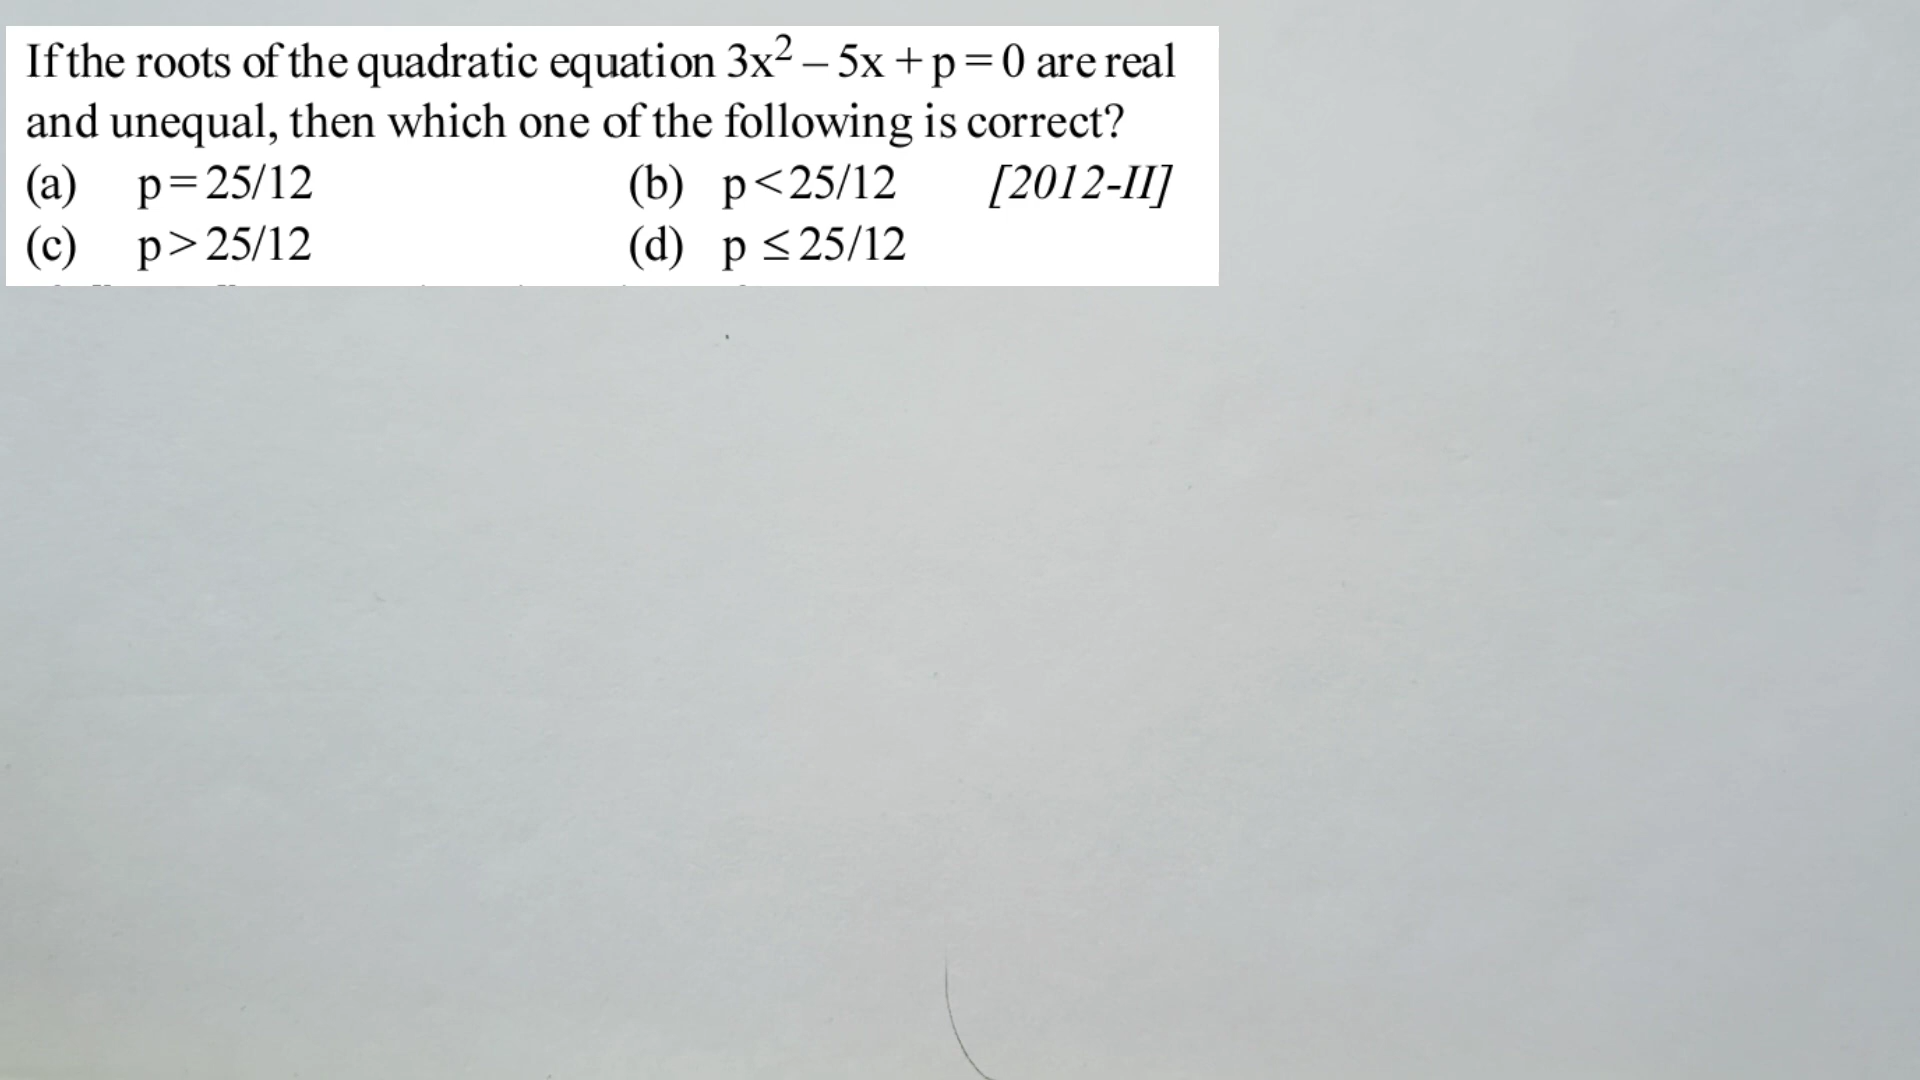 If the roots of the quadratic equation 3x² – 5x + p = 0 are real
and unequal, then which one of the following is correct?
(a) p = 25/12 (b) p < 25/12 [2012-II]
(c) p > 25/12 (d) p ≤ 25/12